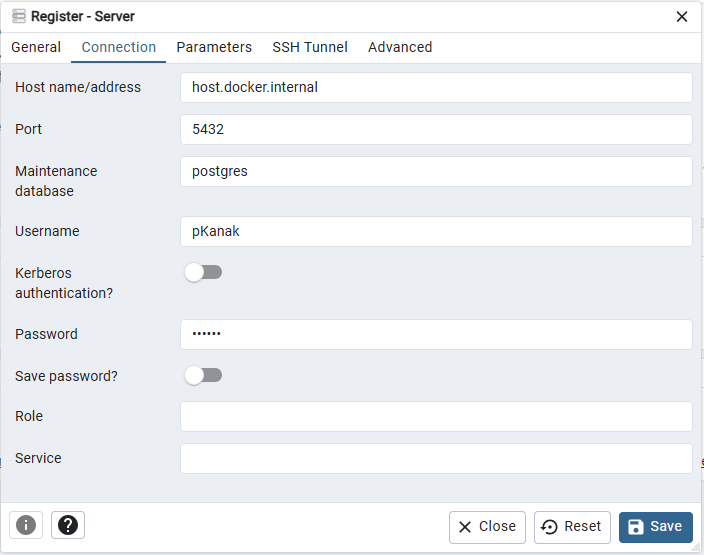 Register - Server
General Connection Parameters SSH Tunnel Advanced
Host name/address host.docker.internal
Port 5432
Maintenance
database
postgres
Username pKanak
Kerberos
authentication?
Password ••••••
Save password?
Role
Service
Close Reset Save